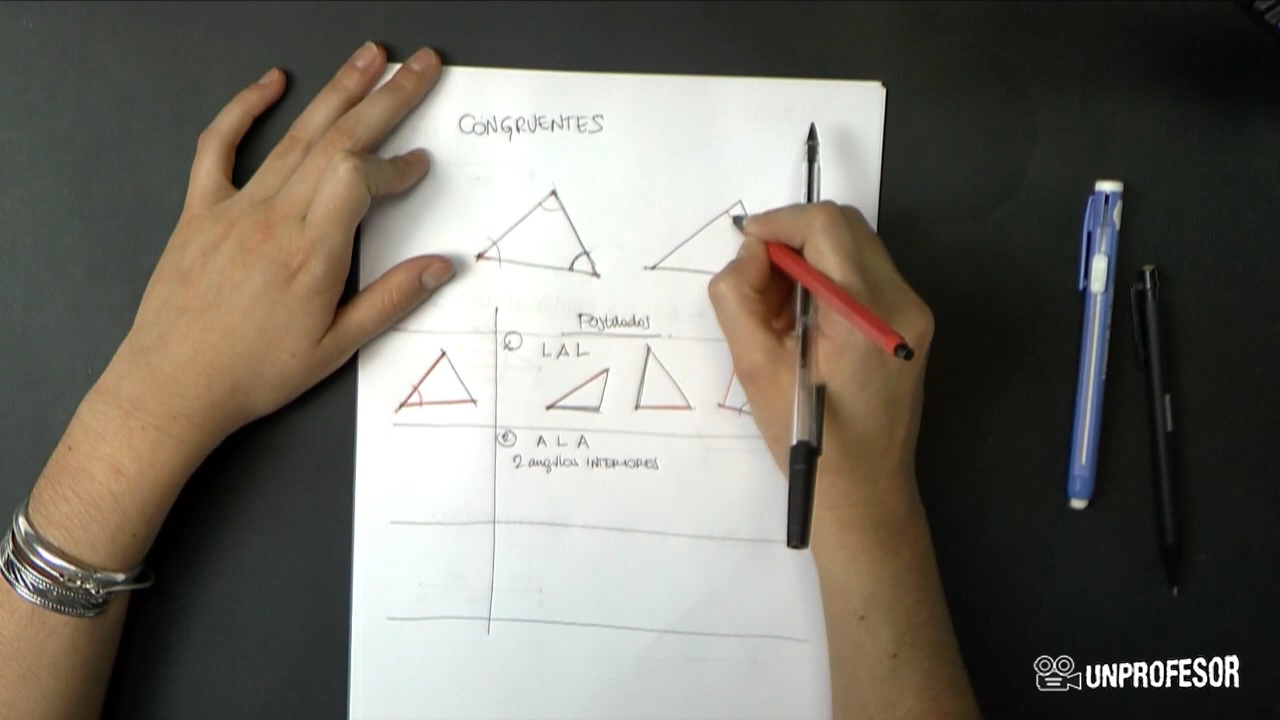 CONGRUENTES
Postulados
1 LAL
2 ALA
2 angulos INTERIORES
UNPROFESOR